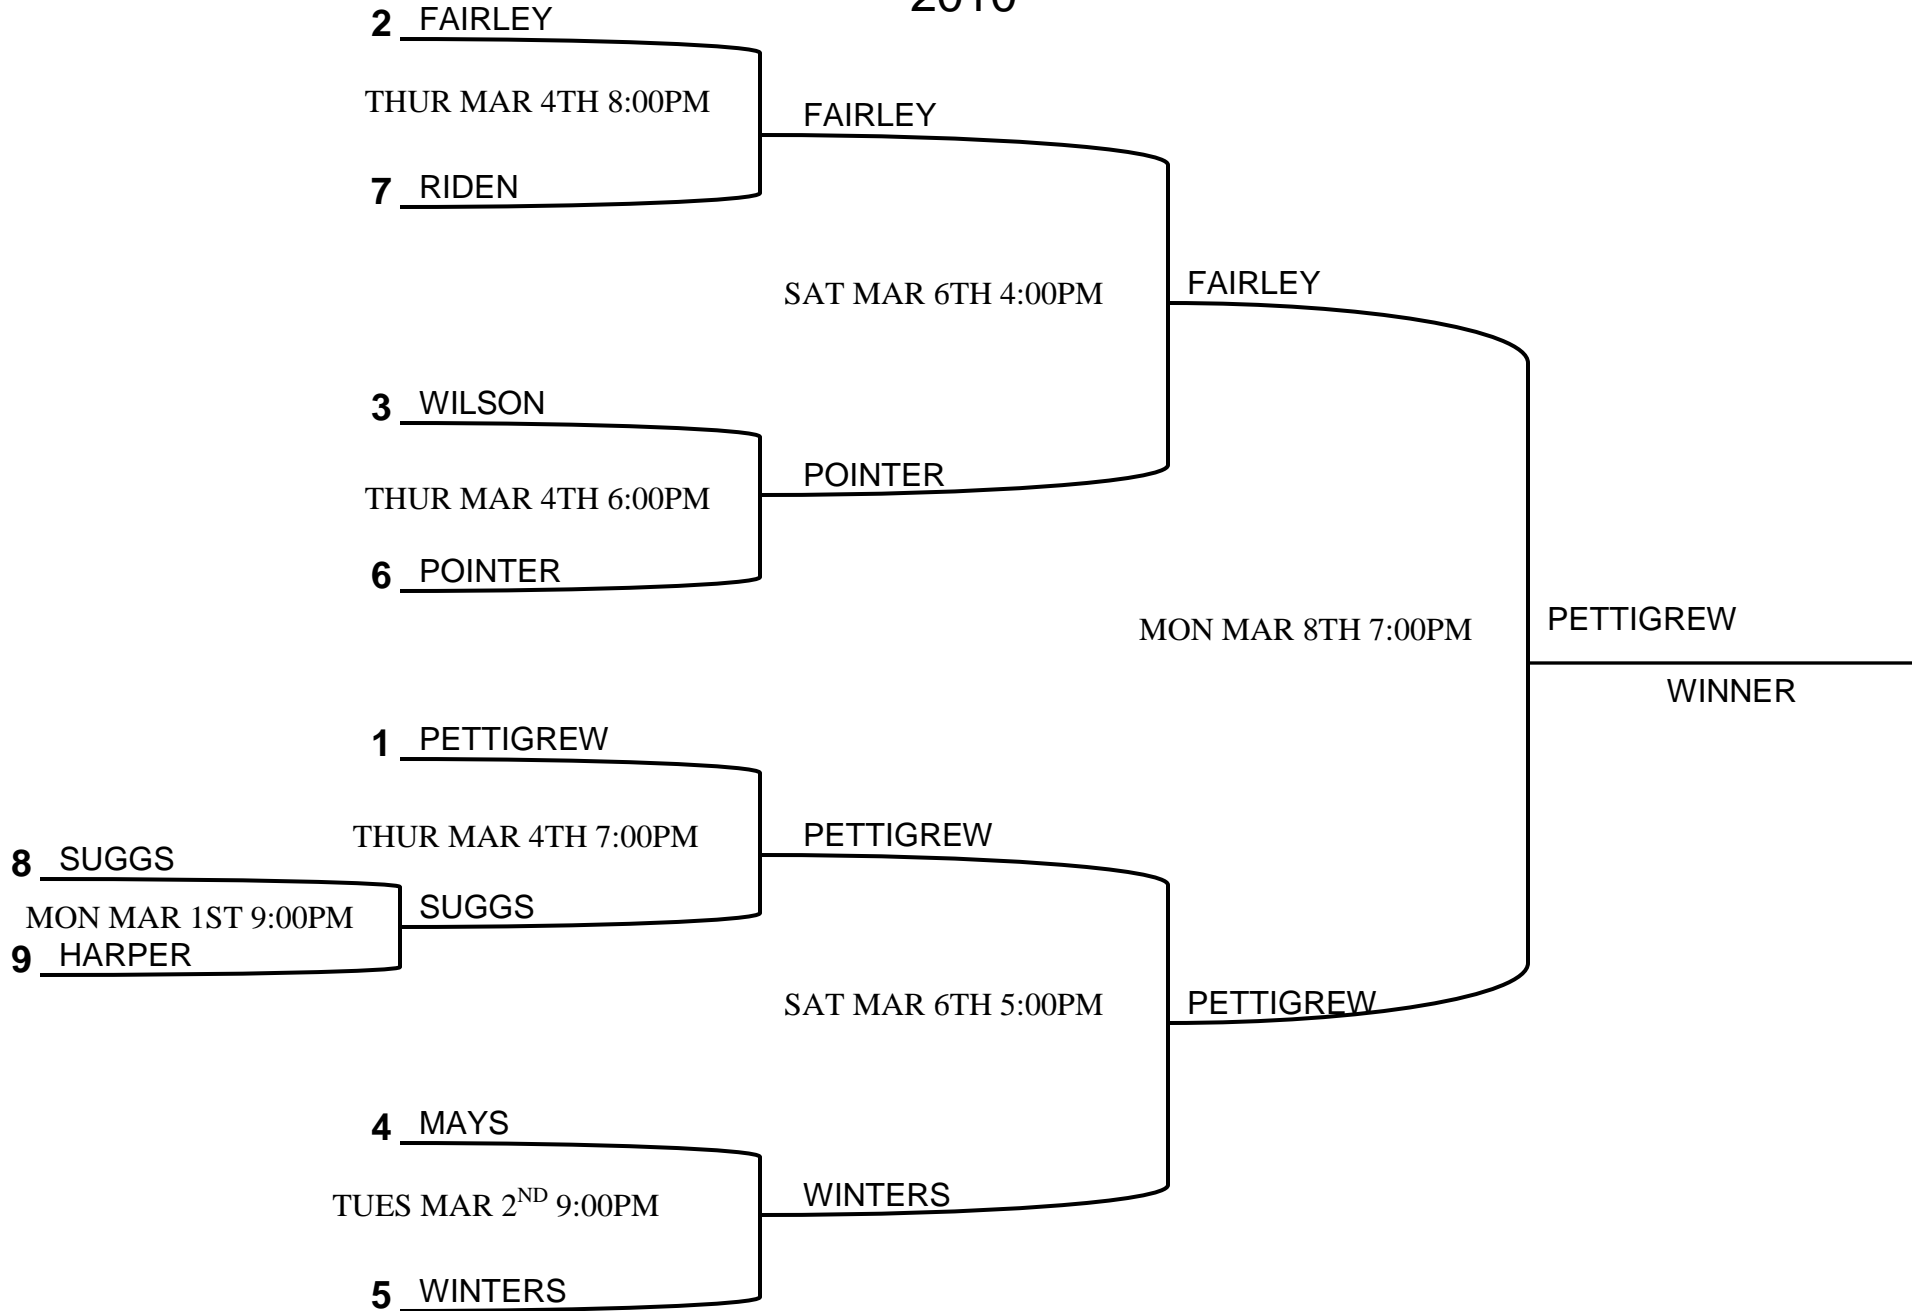 2010
2 FAIRLEY
THUR MAR 4TH 8:00PM
FAIRLEY
7 RIDEN
SAT MAR 6TH 4:00PM
FAIRLEY
3 WILSON
THUR MAR 4TH 6:00PM
POINTER
6 POINTER
MON MAR 8TH 7:00PM
PETTIGREW
WINNER
1 PETTIGREW
THUR MAR 4TH 7:00PM
PETTIGREW
8 SUGGS
MON MAR 1ST 9:00PM
SUGGS
9 HARPER
SAT MAR 6TH 5:00PM
PETTIGREW
4 MAYS
TUES MAR 2ND 9:00PM
WINTERS
5 WINTERS